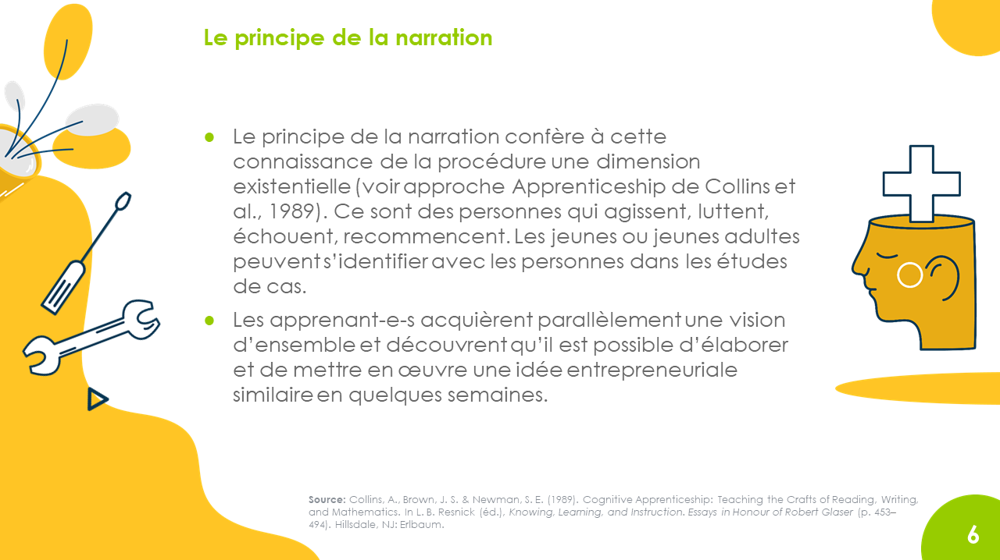 Le principe de la narration
● Le principe de la narration confère à cette
connaissance de la procédure une dimension
existentielle (voir approche Apprenticeship de Collins et
al., 1989). Ce sont des personnes qui agissent, luttent,
échouent, recommencent. Les jeunes ou jeunes adultes
peuvent s’identifier avec les personnes dans les études
de cas.
● Les apprenant-e-s acquièrent parallèlement une vision
d’ensemble et découvrent qu’il est possible d’élaborer
et de mettre en œuvre une idée entrepreneuriale
similaire en quelques semaines.
Source: Collins, A., Brown, J. S. & Newman, S. E. (1989). Cognitive Apprenticeship: Teaching the Crafts of Reading, Writing,
and Mathematics. In L. B. Resnick (éd.), Knowing, Learning, and Instruction. Essays in Honour of Robert Glaser (p. 453–
494). Hillsdale, NJ: Erlbaum.
6